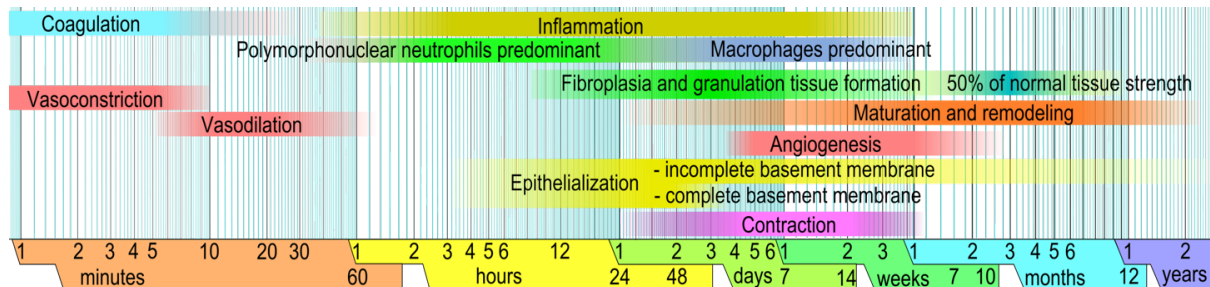 Coagulation
Inflammation
Polymorphonuclear neutrophils predominant
Macrophages predominant
Fibroplasia and granulation tissue formation
50% of normal tissue strength
Vasoconstriction
Maturation and remodeling
Vasodilation
Angiogenesis
Epithelialization
- incomplete basement membrane
- complete basement membrane
Contraction
1 2 3 4 5 10 20 30 1 2 3 4 5 6 12 1 2 3 4 5 6 1 2 3 1 2 3 4 5 6 1 2
minutes 60 hours 24 48 days 7 14 weeks 7 10 months 12 years